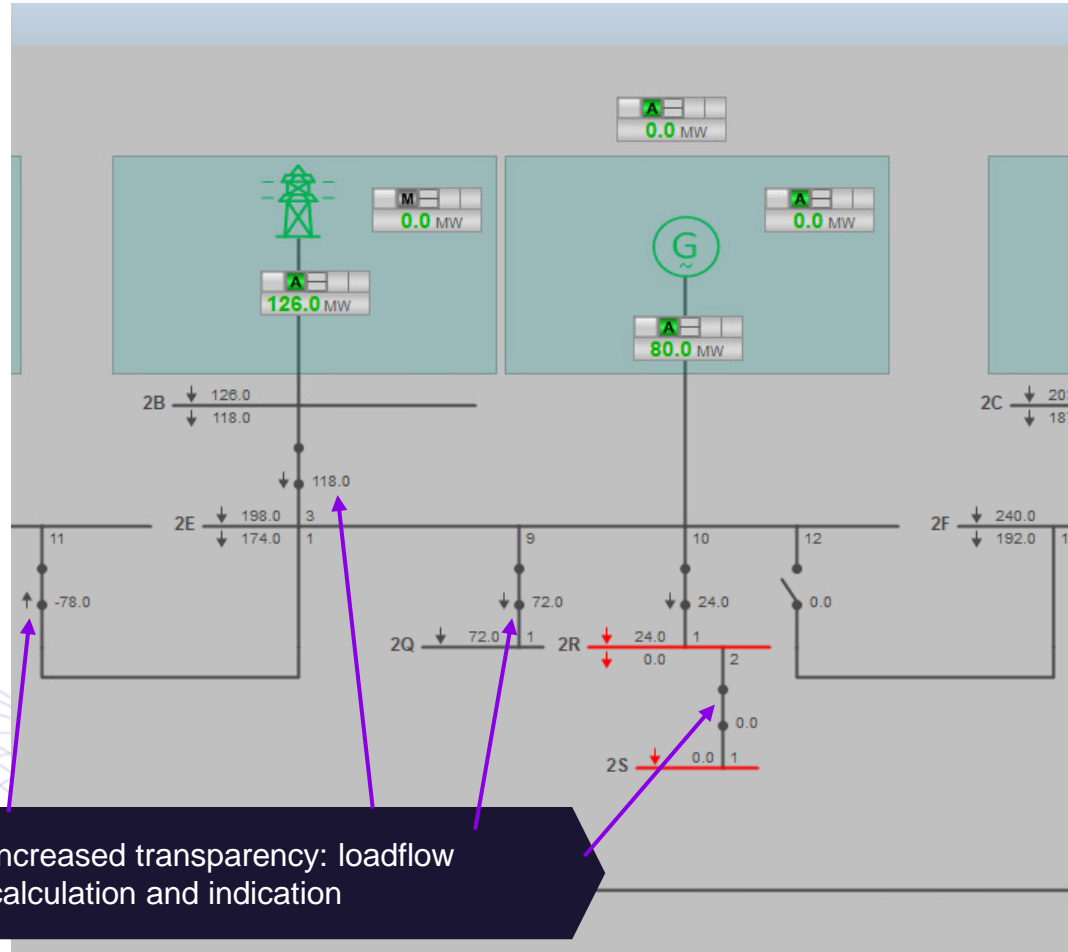 A
0.0 MW
M
0.0 MW
A
0.0 MW
G
~
A
126.0 MW
A
80.0 MW
2B 126.0
118.0
2C
118.0
2E 198.0 3
174.0 1
2F 240.0
192.0
11
9
10
12
-78.0
72.0
24.0
0.0
2Q 72.0 1
2R 24.0 1
0.0 2
0.0
2S 0.0 1
ncreased transparency: loadflow
calculation and indication